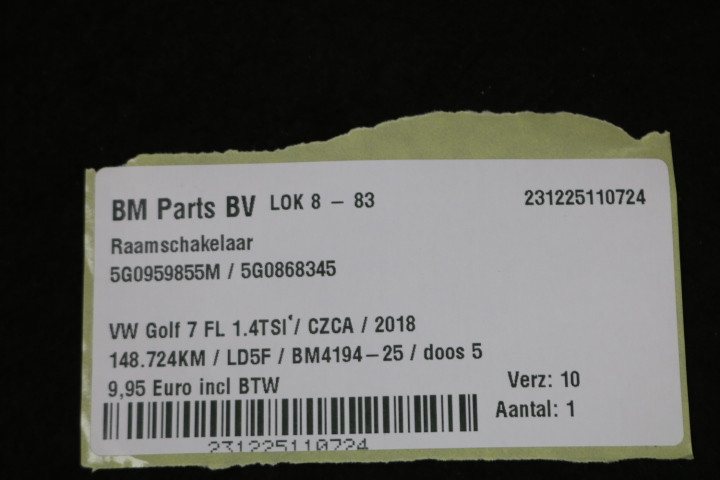 BM Parts BV LOK 8 – 83 231225110724
Raamschakelaar
5G0959855M / 5G0868345
VW Golf 7 FL 1.4TSI‘/ CZCA / 2018
148.724KM / LD5F / BM4194–25 / doos 5
9,95 Euro incl BTW Verz: 10
Aantal: 1
231225110724